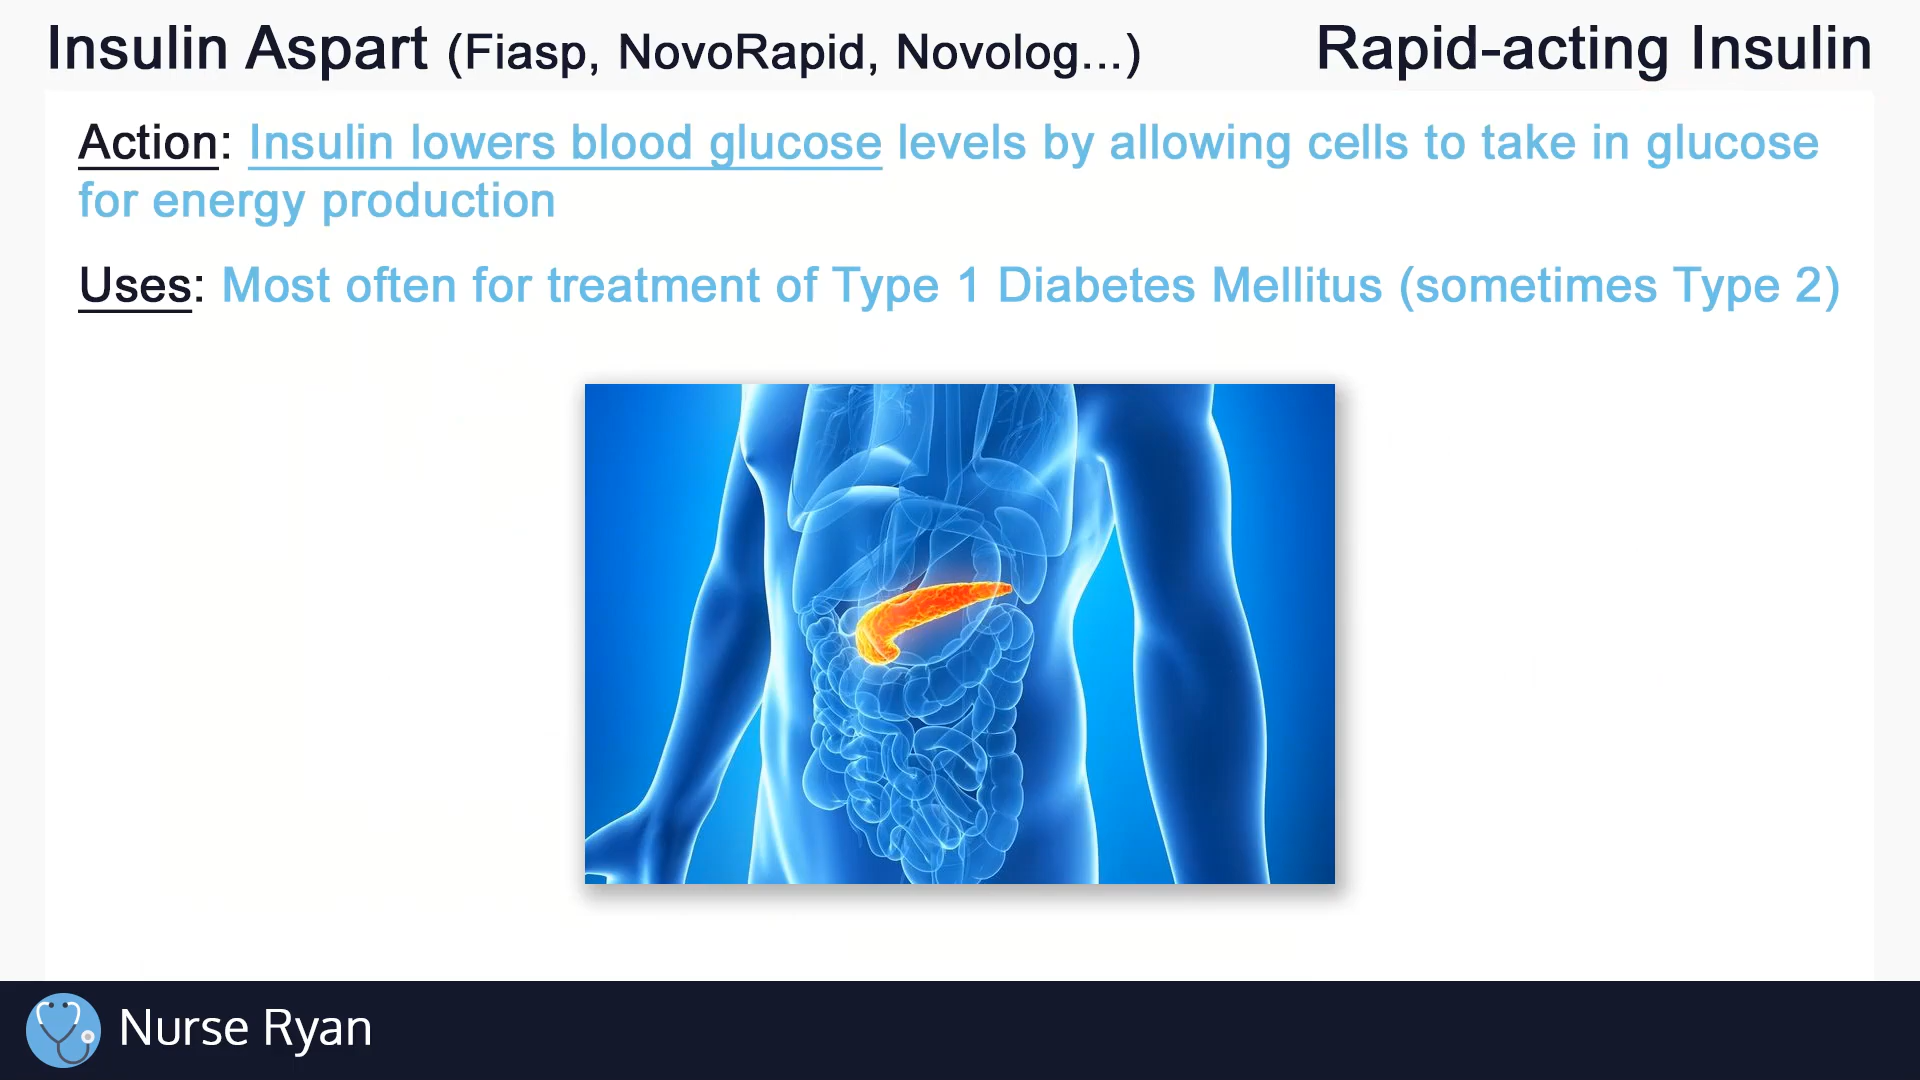 Insulin Aspart (Fiasp, NovoRapid, Novolog...)
Rapid-acting Insulin
Action: Insulin lowers blood glucose levels by allowing cells to take in glucose
for energy production
Uses: Most often for treatment of Type 1 Diabetes Mellitus (sometimes Type 2)
Nurse Ryan